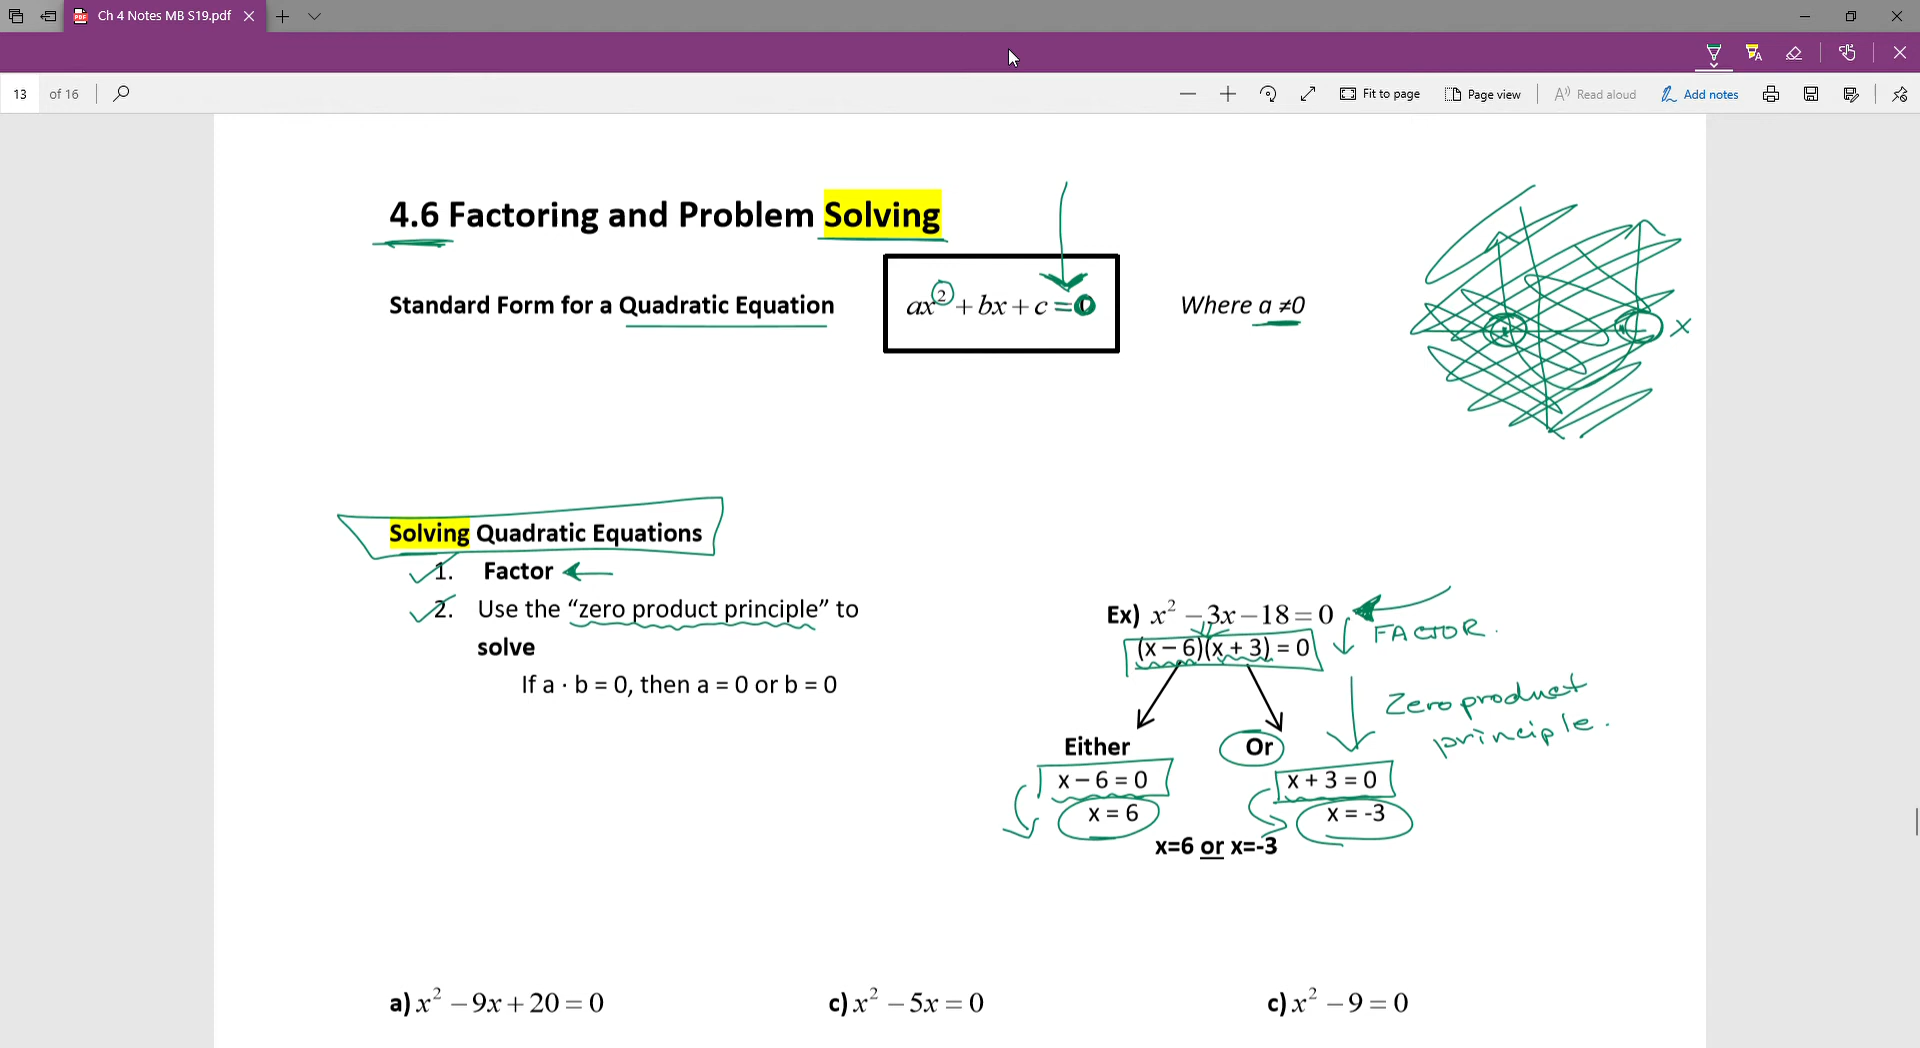 Ch 4 Notes MB S19.pdf
13 of 16
Fit to page
Page view
Read aloud
Add notes
4.6 Factoring and Problem Solving
Standard Form for a Quadratic Equation
ax² + bx + c = 0
Where a ≠0
x
Solving Quadratic Equations
1. Factor
2. Use the “zero product principle” to
solve
If a · b = 0, then a = 0 or b = 0
Ex) x² − 3x − 18 = 0
FACTOR.
(x – 6)(x + 3) = 0
Zero product
principle.
Either
Or
x – 6 = 0
x + 3 = 0
x = 6
x = -3
x=6 or x=-3
a) x² − 9x + 20 = 0
c) x² − 5x = 0
c) x² − 9 = 0